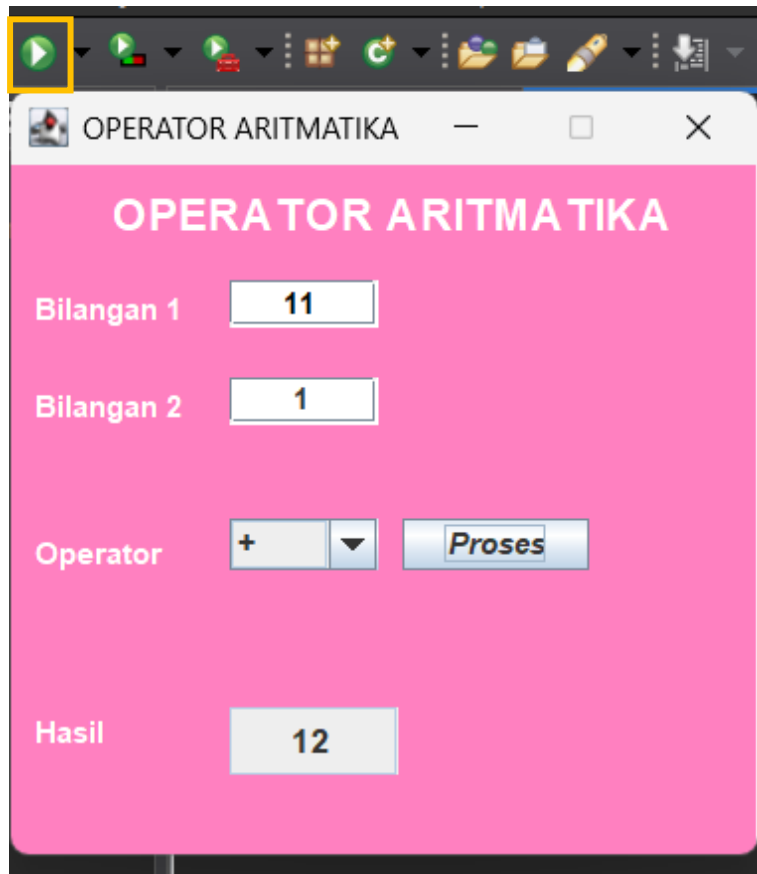 OPERATOR ARITMATIKA
OPERATOR ARITMATIKA
Bilangan 1 11
Bilangan 2 1
Operator + Proses
Hasil 12